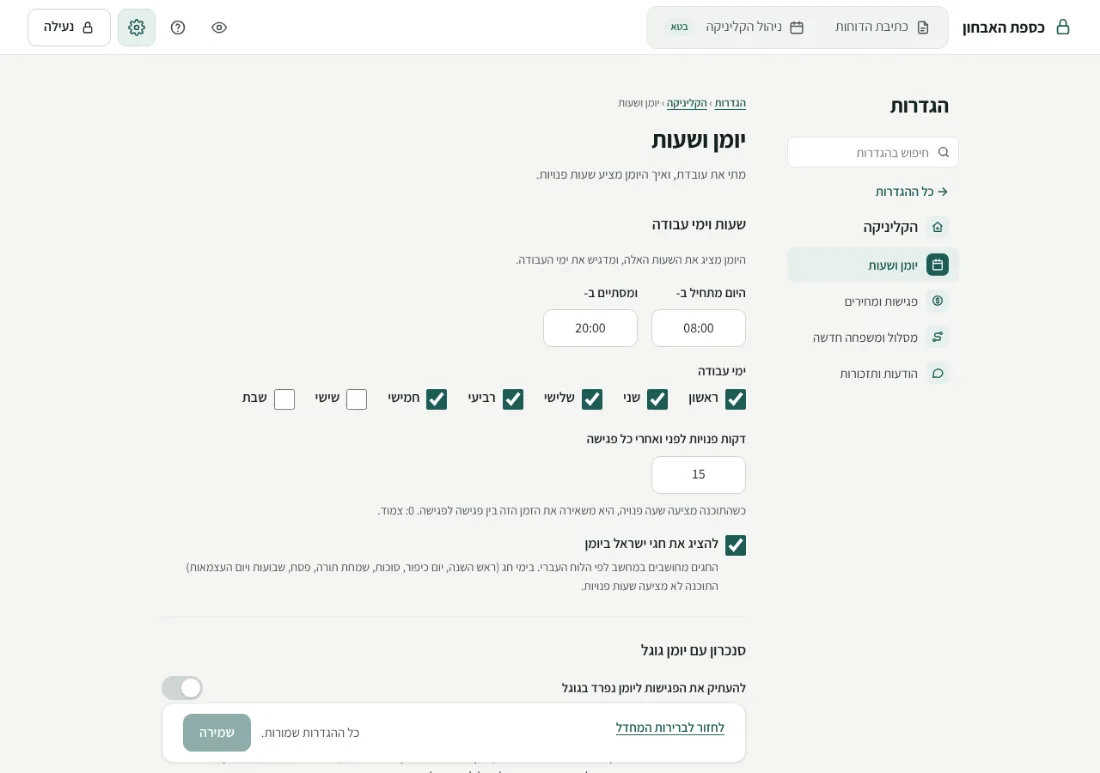 כספת האבחון
כתיבת הדוחות
ניהול הקליניקה בטא
נעילה
הגדרות
חיפוש בהגדרות
כל ההגדרות →
הקליניקה
יומן ושעות
פגישות ומחירים
מסלול ומשפחה חדשה
הודעות ותזכורות
הגדרות › הקליניקה › יומן ושעות
יומן ושעות
מתי את עובדת, ואיך היומן מציע שעות פנויות.
שעות וימי עבודה
היומן מציג את השעות האלה, ומדגיש את ימי העבודה.
היום מתחיל ב- ומסתיים ב-
08:00 20:00
ימי עבודה
ראשון שני שלישי רביעי חמישי שישי שבת
דקות פנויות לפני ואחרי כל פגישה
15
כשהתוכנה מציעה שעה פנויה, היא משאירה את הזמן הזה בין פגישה לפגישה. 0: צמוד.
להציג את חגי ישראל ביומן
החגים מחושבים במחשב לפי הלוח העברי. בימי חג (ראש השנה, יום כיפור, סוכות, שמחת תורה, פסח, שבועות ויום העצמאות)
התוכנה לא מציעה שעות פנויות.
סנכרון עם יומן גוגל
להעתיק את הפגישות ליומן נפרד בגוגל
לחזור לברירות המחדל
כל ההגדרות שמורות.
שמירה